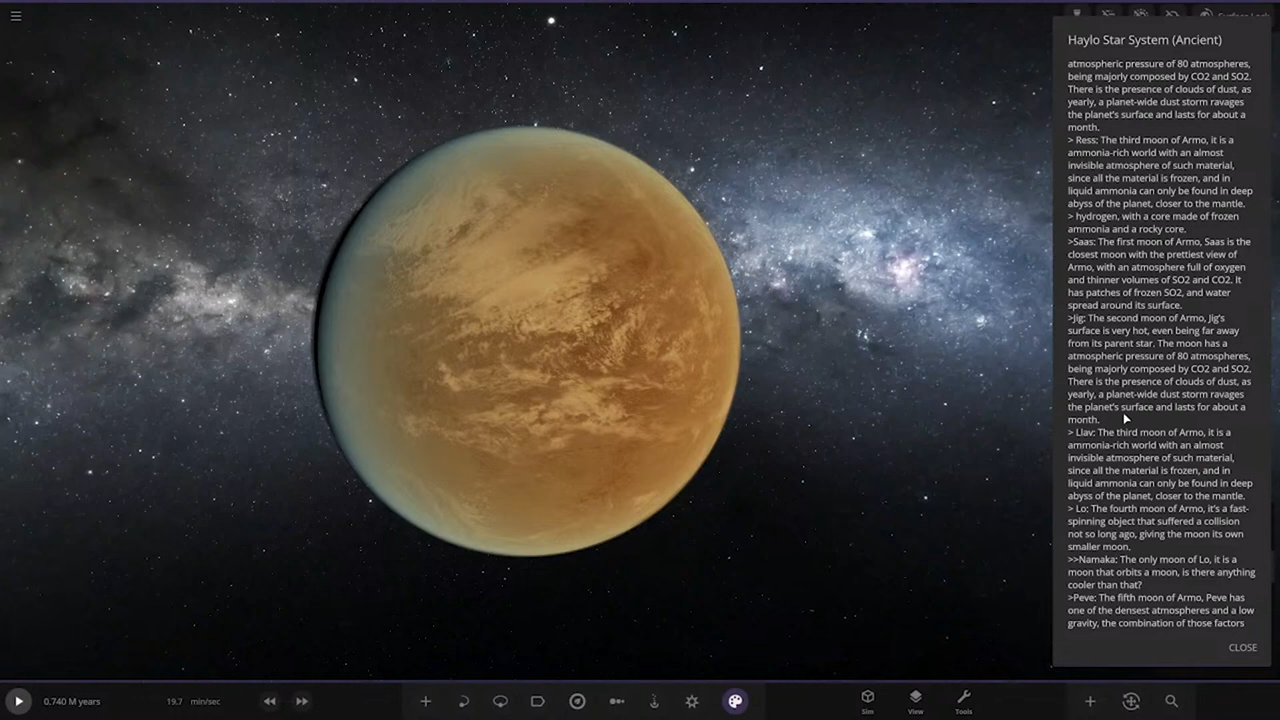 Haylo Star System (Ancient)
atmospheric pressure of 80 atmospheres,
being majorly composed by CO2 and SO2.
There is the presence of clouds of dust, as
yearly, a planet-wide dust storm ravages
the planet's surface and lasts for about a
month.
> Ress: The third moon of Armo, it is a
ammonia-rich world with an almost
invisible atmosphere of such material,
since all the material is frozen, and in
liquid ammonia can only be found in deep
abyss of the planet, closer to the mantle.
> hydrogen, with a core made of frozen
ammonia and a rocky core.
>Saas: The first moon of Armo, Saas is the
closest moon with the prettiest view of
Armo, with an atmosphere full of oxygen
and thinner volumes of SO2 and CO2. It
has patches of frozen SO2, and water
spread around its surface.
>Jig: The second moon of Armo, Jig's
surface is very hot, even being far away
from its parent star. The moon has a
atmospheric pressure of 80 atmospheres,
being majorly composed by CO2 and SO2.
There is the presence of clouds of dust, as
yearly, a planet-wide dust storm ravages
the planet's surface and lasts for about a
month.
> Llav: The third moon of Armo, it is a
ammonia-rich world with an almost
invisible atmosphere of such material,
since all the material is frozen, and in
liquid ammonia can only be found in deep
abyss of the planet, closer to the mantle.
> Lo: The fourth moon of Armo, it's a fast-
spinning object that suffered a collision
not so long ago, giving the moon its own
smaller moon.
>>Namaka: The only moon of Lo, it is a
moon that orbits a moon, is there anything
cooler than that?
>Peve: The fifth moon of Armo, Peve has
one of the densest atmospheres and a low
gravity, the combination of those factors
CLOSE
0.740 M years
19.7 min/sec
Sim
View
Tools